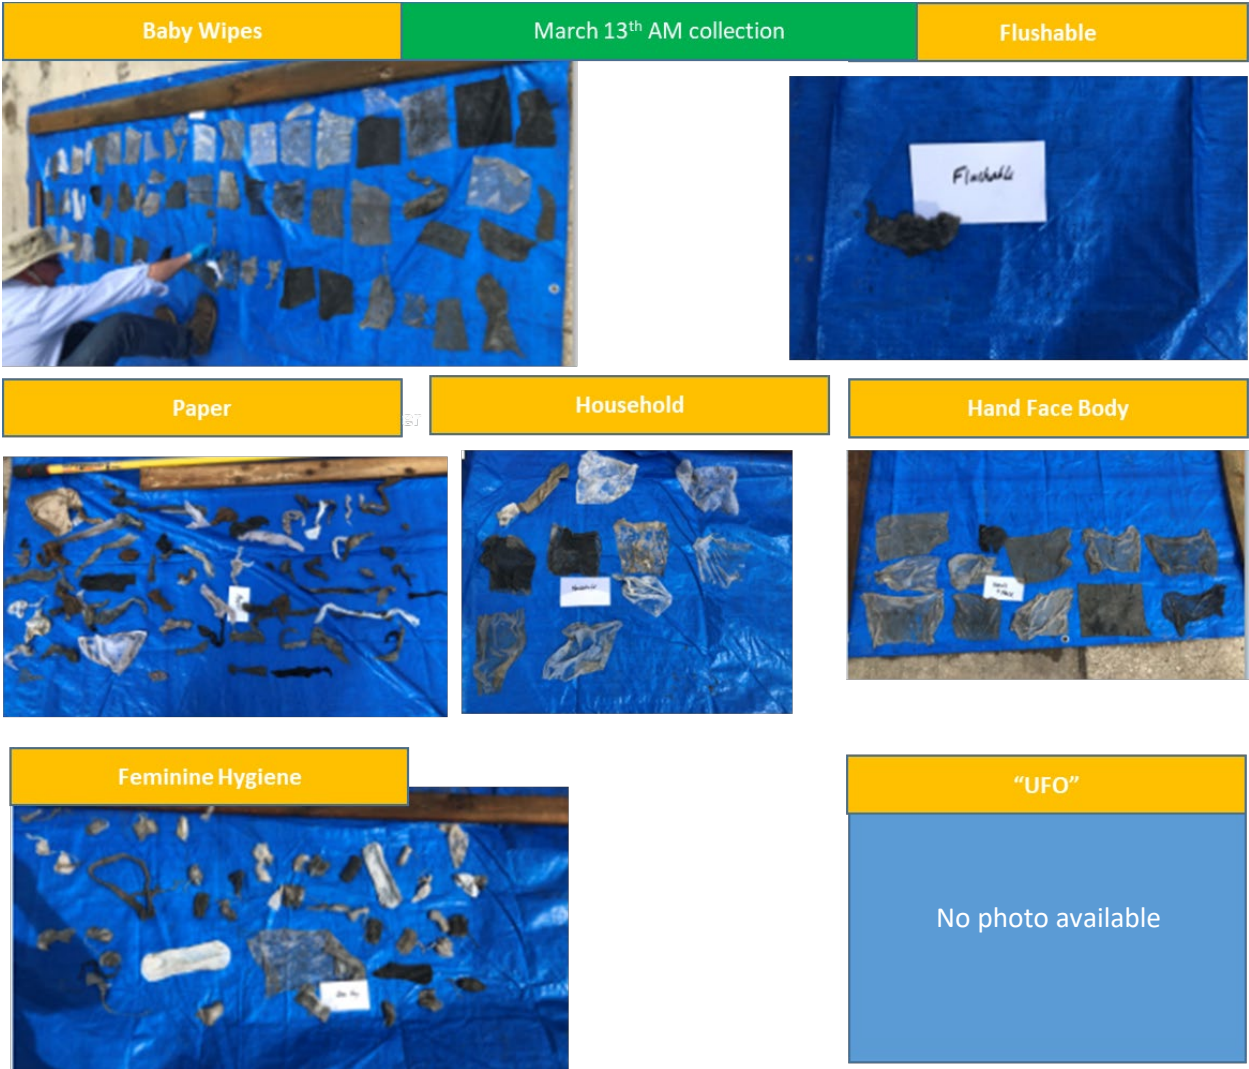 Baby Wipes
March 13th AM collection
Flushable
Flushable
Paper
Household
Hand Face Body
Household
Feminine Hygiene
“UFO”
No photo available